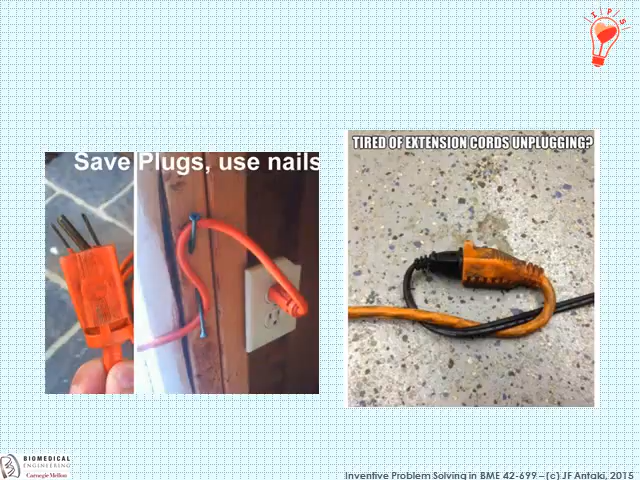 IPS
Save Plugs, use nails
TIRED OF EXTENSION CORDS UNPLUGGING?
BIOMEDICAL
ENGINEERING
Carnegie Mellon
Inventive Problem Solving in BME 42-699 – (c) JF Antaki, 2015